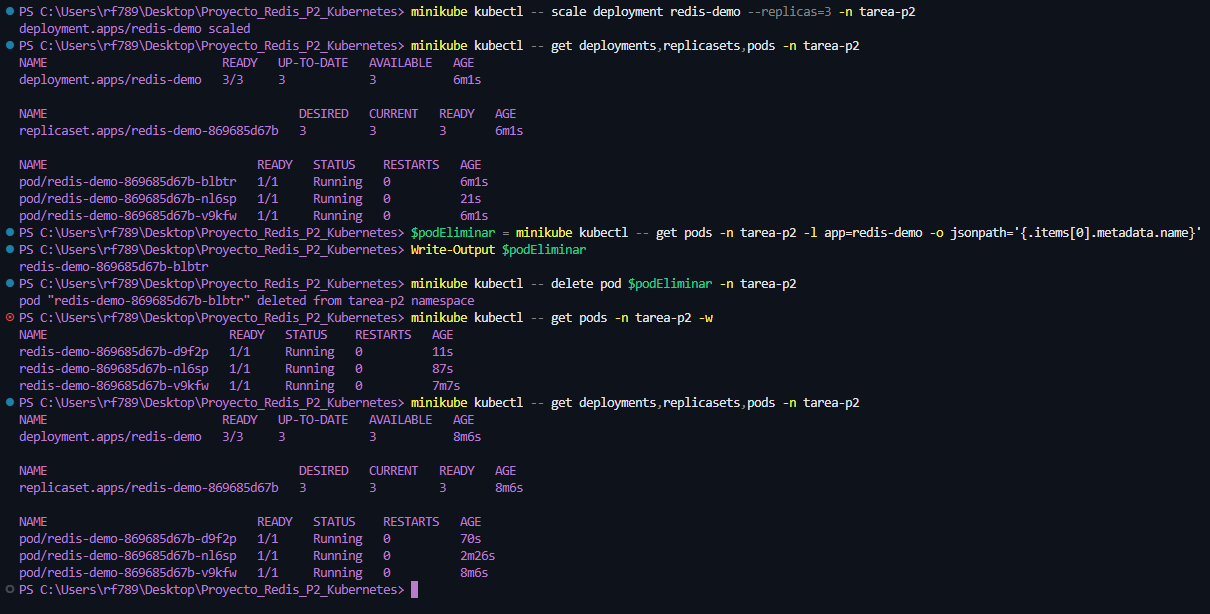 PS C:\Users\rf789\Desktop\Proyecto_Redis_P2_Kubernetes> minikube kubectl -- scale deployment redis-demo --replicas=3 -n tarea-p2
deployment.apps/redis-demo scaled
PS C:\Users\rf789\Desktop\Proyecto_Redis_P2_Kubernetes> minikube kubectl -- get deployments,replicasets,pods -n tarea-p2
NAME                         READY   UP-TO-DATE   AVAILABLE   AGE
deployment.apps/redis-demo   3/3     3            3           6m1s

NAME                                    DESIRED   CURRENT   READY   AGE
replicaset.apps/redis-demo-869685d67b   3         3         3       6m1s

NAME                              READY   STATUS    RESTARTS   AGE
pod/redis-demo-869685d67b-blbtr   1/1     Running   0          6m1s
pod/redis-demo-869685d67b-nl6sp   1/1     Running   0          21s
pod/redis-demo-869685d67b-v9kfw   1/1     Running   0          6m1s
PS C:\Users\rf789\Desktop\Proyecto_Redis_P2_Kubernetes> $podEliminar = minikube kubectl -- get pods -n tarea-p2 -l app=redis-demo -o jsonpath='{.items[0].metadata.name}'
PS C:\Users\rf789\Desktop\Proyecto_Redis_P2_Kubernetes> Write-Output $podEliminar
redis-demo-869685d67b-blbtr
PS C:\Users\rf789\Desktop\Proyecto_Redis_P2_Kubernetes> minikube kubectl -- delete pod $podEliminar -n tarea-p2
pod "redis-demo-869685d67b-blbtr" deleted from tarea-p2 namespace
PS C:\Users\rf789\Desktop\Proyecto_Redis_P2_Kubernetes> minikube kubectl -- get pods -n tarea-p2 -w
NAME                          READY   STATUS    RESTARTS   AGE
redis-demo-869685d67b-d9f2p   1/1     Running   0          11s
redis-demo-869685d67b-nl6sp   1/1     Running   0          87s
redis-demo-869685d67b-v9kfw   1/1     Running   0          7m7s
PS C:\Users\rf789\Desktop\Proyecto_Redis_P2_Kubernetes> minikube kubectl -- get deployments,replicasets,pods -n tarea-p2
NAME                         READY   UP-TO-DATE   AVAILABLE   AGE
deployment.apps/redis-demo   3/3     3            3           8m6s

NAME                                    DESIRED   CURRENT   READY   AGE
replicaset.apps/redis-demo-869685d67b   3         3         3       8m6s

NAME                              READY   STATUS    RESTARTS   AGE
pod/redis-demo-869685d67b-d9f2p   1/1     Running   0          70s
pod/redis-demo-869685d67b-nl6sp   1/1     Running   0          2m26s
pod/redis-demo-869685d67b-v9kfw   1/1     Running   0          8m6s
PS C:\Users\rf789\Desktop\Proyecto_Redis_P2_Kubernetes>